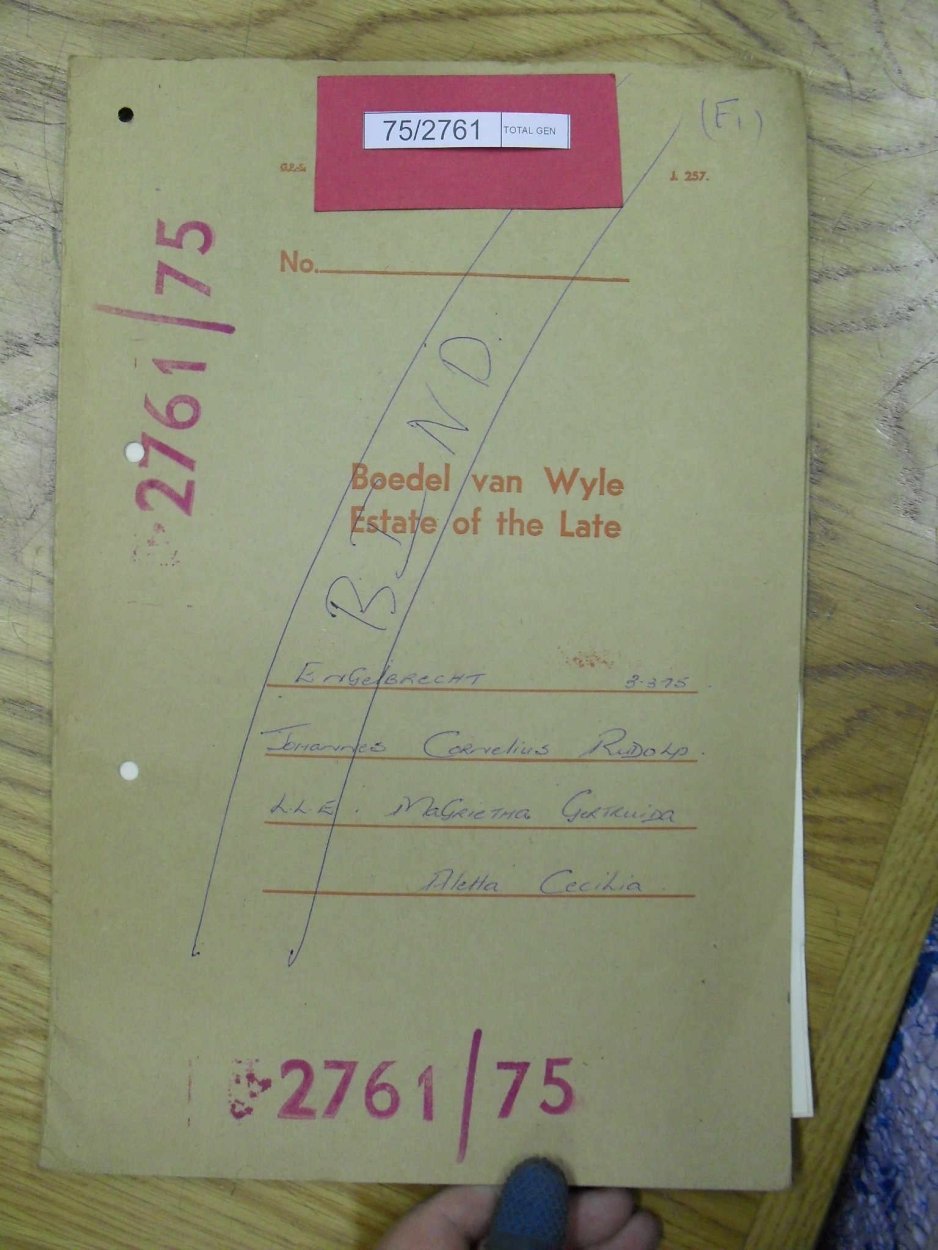 75/2761 TOTAL GEN
(F1)
J. 257.
No.
2761/75
BIND.
Boedel van Wyle
Estate of the Late
ENGELBRECHT 3-3-75.
Johannes Cornelius RUDOLP.
L.L.E. MAGRIETHA GERTRUIDA
Aletta Cecilia.
2761/75